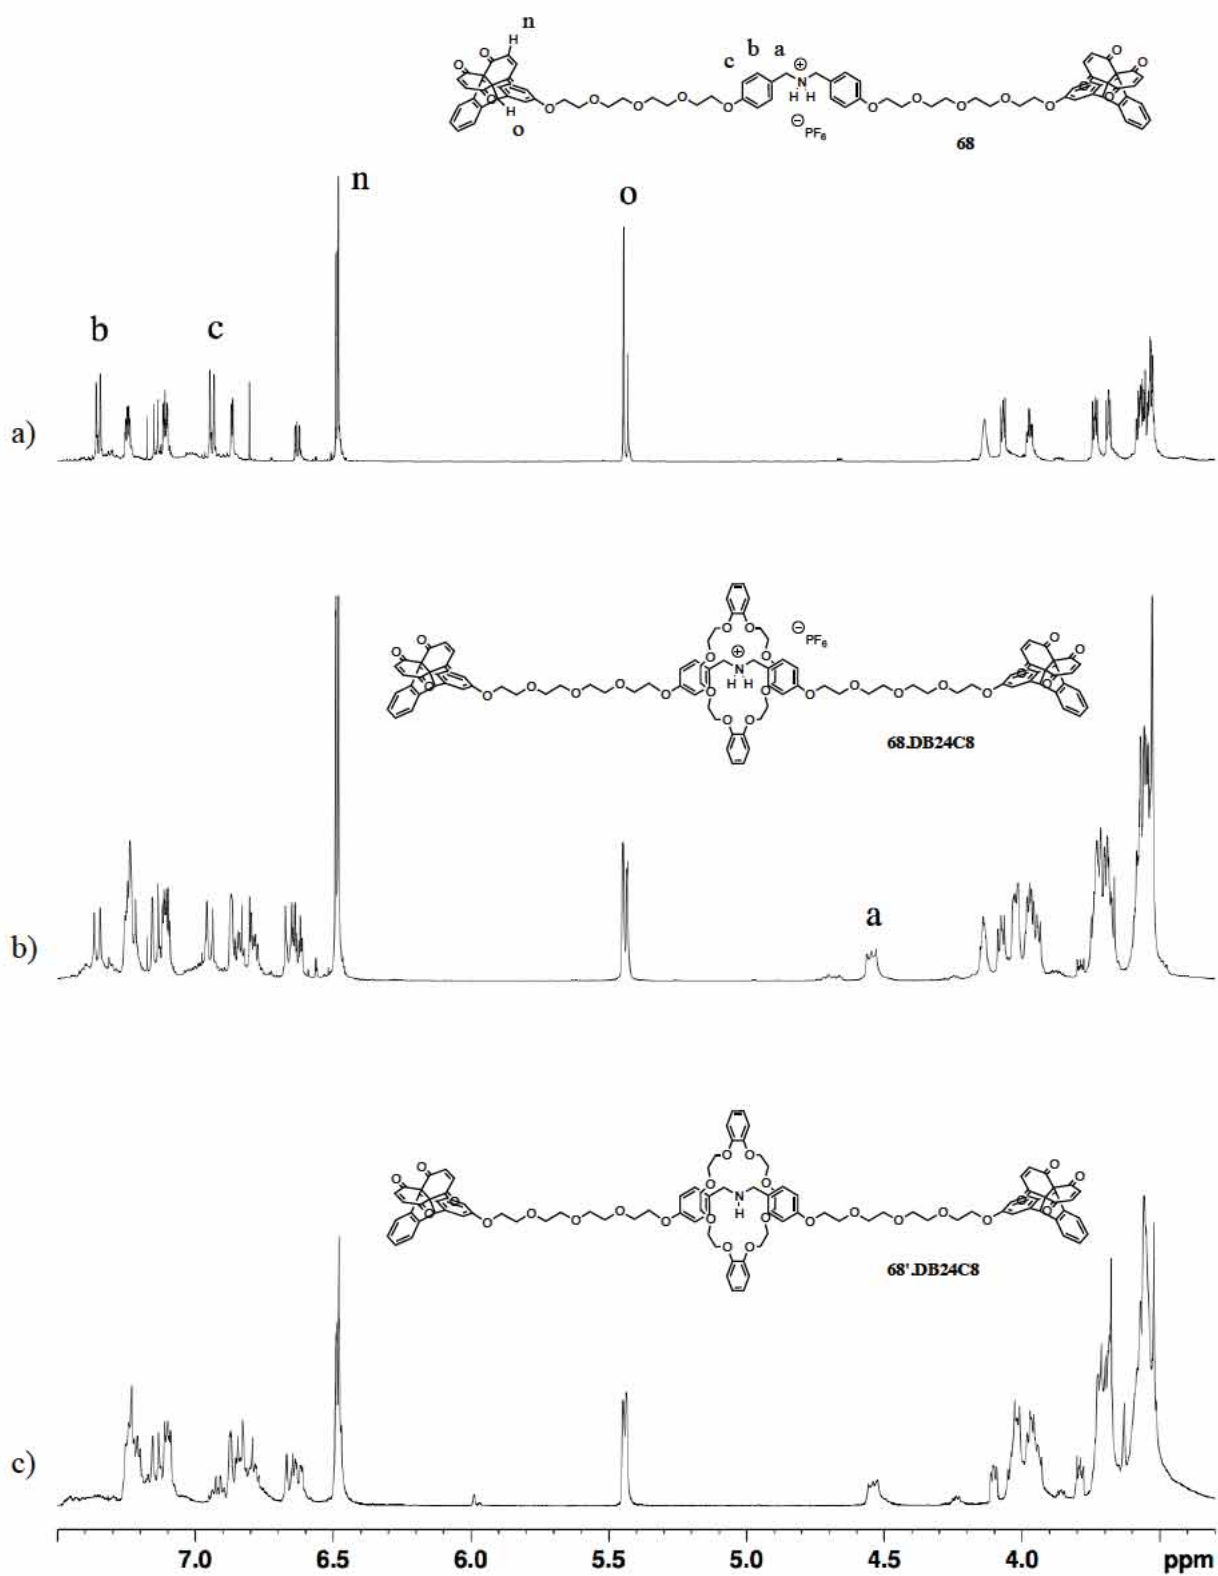 n
H
b a
c
⊕
N
H H
⊖
PF6
O O
O O O O O
O O O O O
O O
H
o
68
n
o
b c
a)
⊖
PF6
⊕
N
H H
O O
O O O O O
O O O O O
O O
68.DB24C8
a
b)
N
H
O O
O O O O O
O O O O O
O O
68'.DB24C8
c)
7.0 6.5 6.0 5.5 5.0 4.5 4.0 ppm